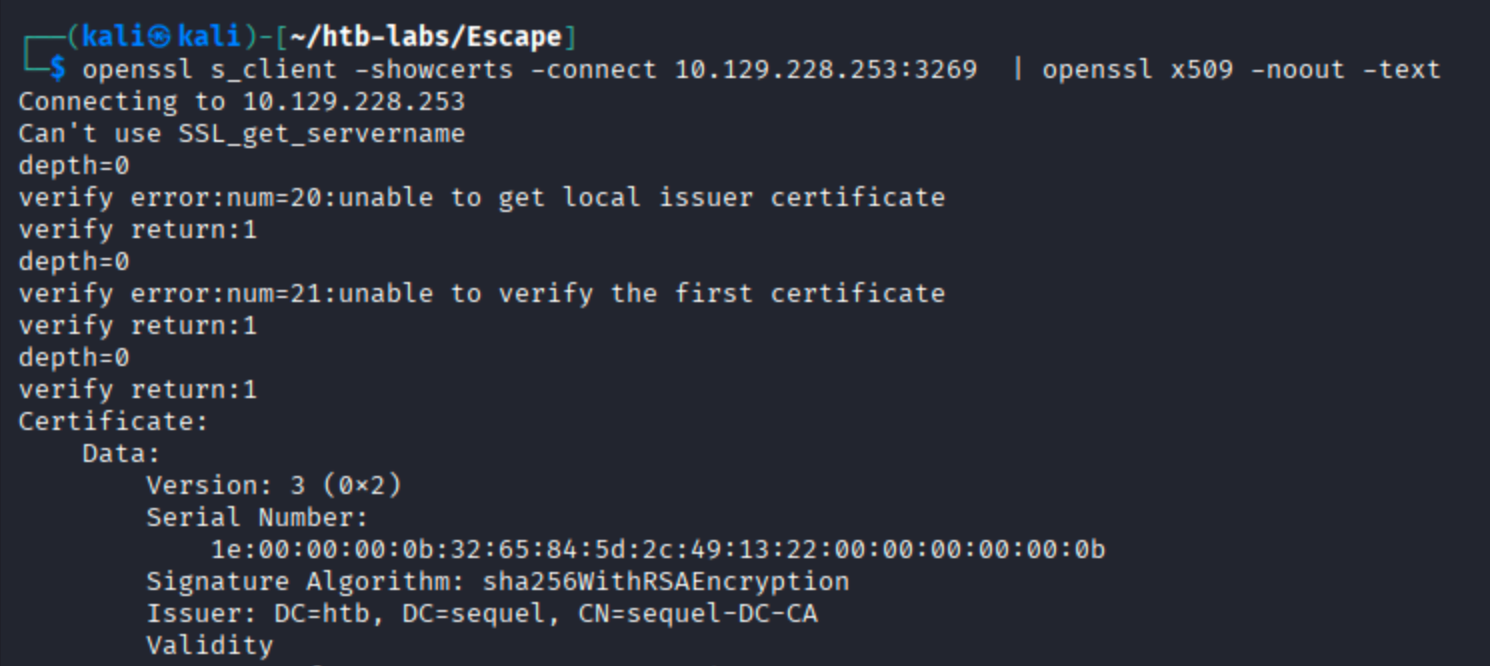 ┌──(kali㉿kali)-[~/htb-labs/Escape]
└─$ openssl s_client -showcerts -connect 10.129.228.253:3269  | openssl x509 -noout -text
Connecting to 10.129.228.253
Can't use SSL_get_servername
depth=0
verify error:num=20:unable to get local issuer certificate
verify return:1
depth=0
verify error:num=21:unable to verify the first certificate
verify return:1
depth=0
verify return:1
Certificate:
    Data:
        Version: 3 (0x2)
        Serial Number:
            1e:00:00:00:0b:32:65:84:5d:2c:49:13:22:00:00:00:00:00:0b
        Signature Algorithm: sha256WithRSAEncryption
        Issuer: DC=htb, DC=sequel, CN=sequel-DC-CA
        Validity